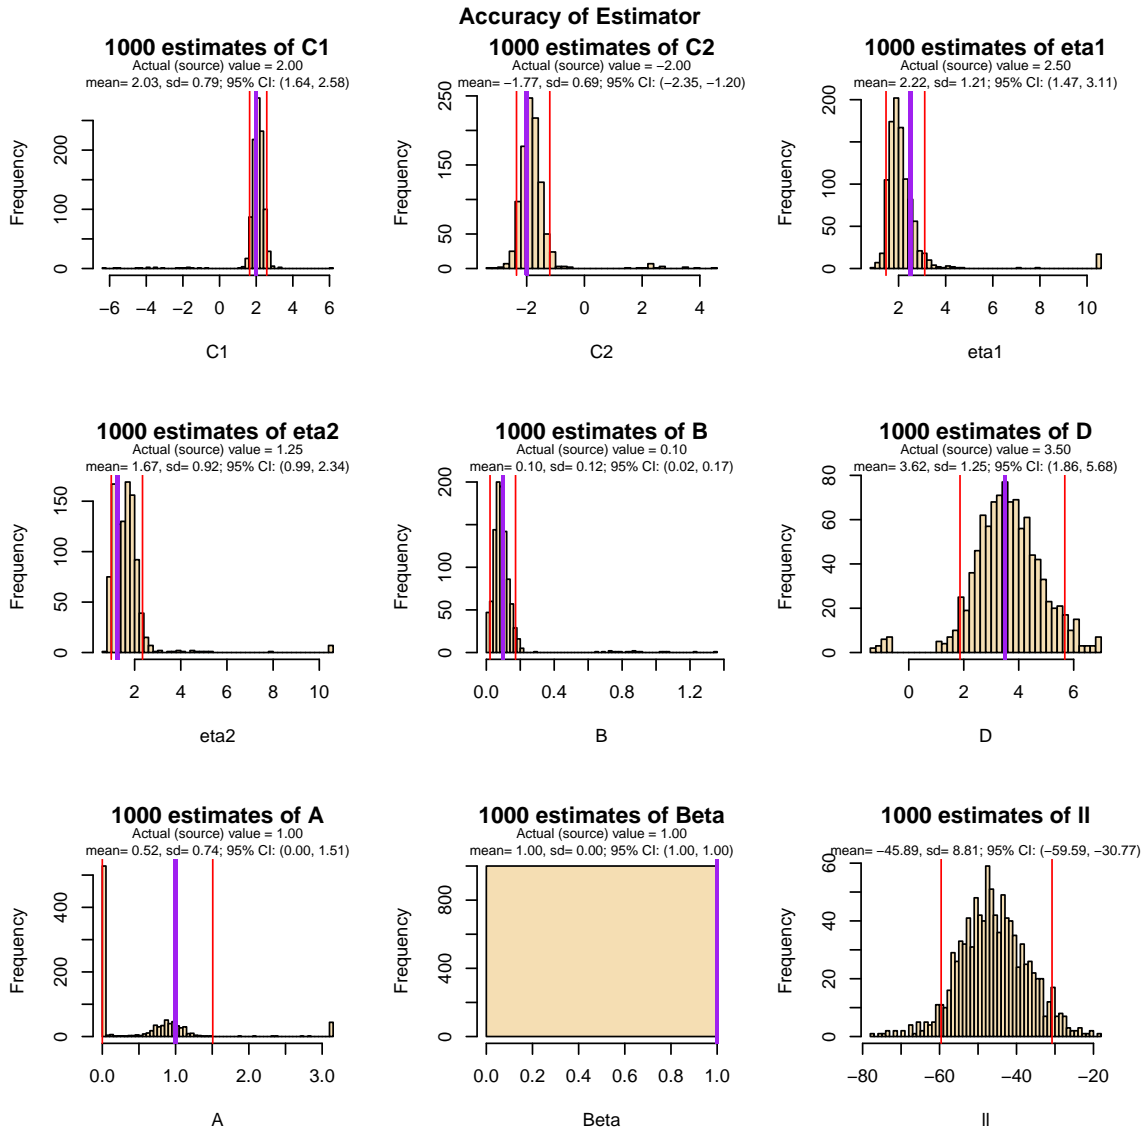 Accuracy of Estimator
1000 estimates of C1
Actual (source) value = 2.00
mean= 2.03, sd= 0.79; 95% CI: (1.64, 2.58)
Frequency
0 100 200
−6 −4 −2 0 2 4 6
C1
1000 estimates of C2
Actual (source) value = −2.00
mean= −1.77, sd= 0.69; 95% CI: (−2.35, −1.20)
Frequency
0 50 150 250
−2 0 2 4
C2
1000 estimates of eta1
Actual (source) value = 2.50
mean= 2.22, sd= 1.21; 95% CI: (1.47, 3.11)
Frequency
0 50 100 200
2 4 6 8 10
eta1
1000 estimates of eta2
Actual (source) value = 1.25
mean= 1.67, sd= 0.92; 95% CI: (0.99, 2.34)
Frequency
0 50 100 150
2 4 6 8 10
eta2
1000 estimates of B
Actual (source) value = 0.10
mean= 0.10, sd= 0.12; 95% CI: (0.02, 0.17)
Frequency
0 50 100 200
0.0 0.4 0.8 1.2
B
1000 estimates of D
Actual (source) value = 3.50
mean= 3.62, sd= 1.25; 95% CI: (1.86, 5.68)
Frequency
0 20 40 60 80
0 2 4 6
D
1000 estimates of A
Actual (source) value = 1.00
mean= 0.52, sd= 0.74; 95% CI: (0.00, 1.51)
Frequency
0 200 400
0.0 1.0 2.0 3.0
A
1000 estimates of Beta
Actual (source) value = 1.00
mean= 1.00, sd= 0.00; 95% CI: (1.00, 1.00)
Frequency
0 400 800
0.0 0.2 0.4 0.6 0.8 1.0
Beta
1000 estimates of ll
mean= −45.89, sd= 8.81; 95% CI: (−59.59, −30.77)
Frequency
0 10 20 30 40 50 60
−80 −60 −40 −20
ll